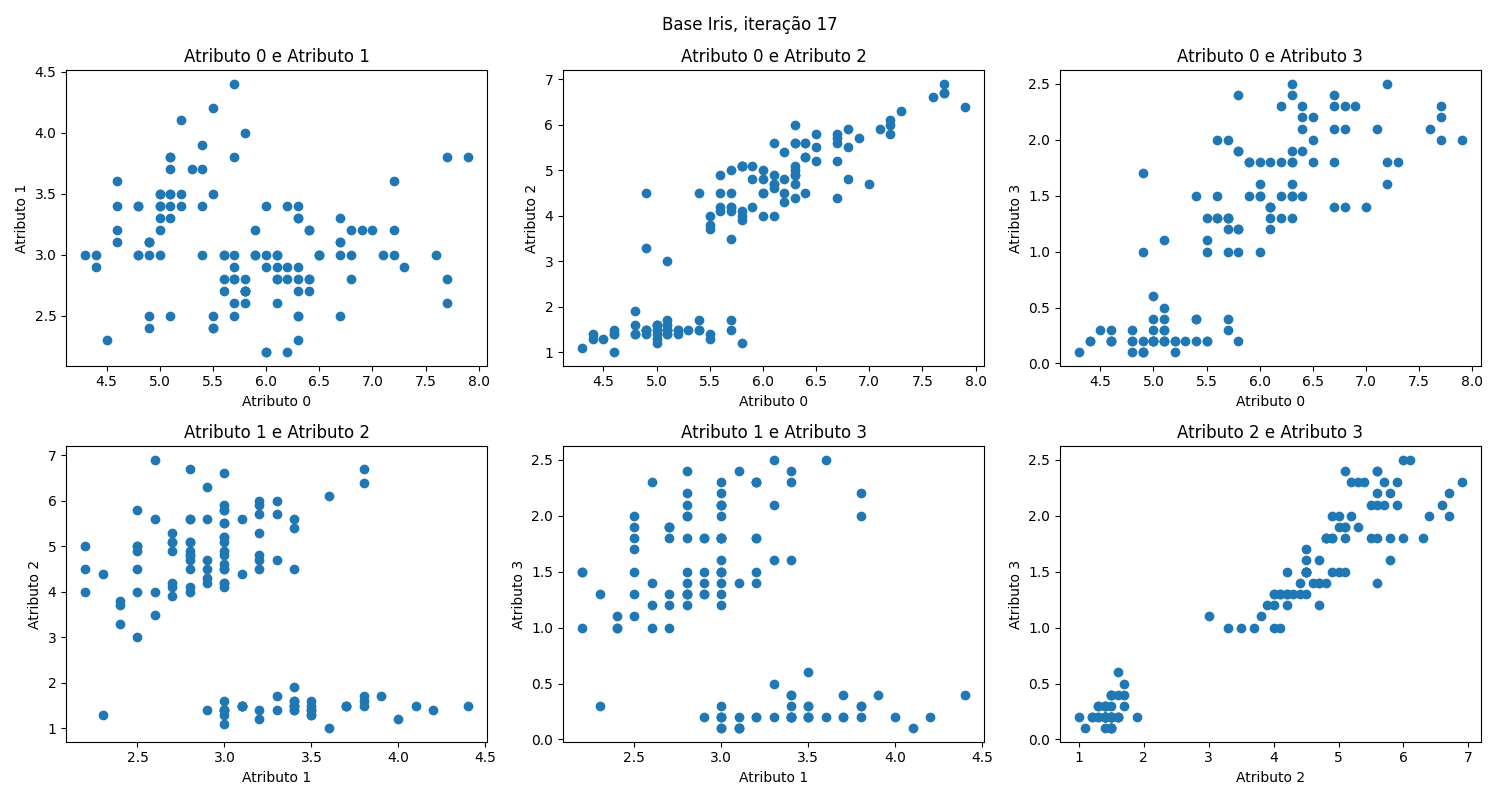 Base Iris, iteração 17
Atributo 0 e Atributo 1
Atributo 1
4.5
4.0
3.5
3.0
2.5
4.5 5.0 5.5 6.0 6.5 7.0 7.5 8.0
Atributo 0
Atributo 0 e Atributo 2
Atributo 2
7
6
5
4
3
2
1
4.5 5.0 5.5 6.0 6.5 7.0 7.5 8.0
Atributo 0
Atributo 0 e Atributo 3
Atributo 3
2.5
2.0
1.5
1.0
0.5
0.0
4.5 5.0 5.5 6.0 6.5 7.0 7.5 8.0
Atributo 0
Atributo 1 e Atributo 2
Atributo 2
7
6
5
4
3
2
1
2.5 3.0 3.5 4.0 4.5
Atributo 1
Atributo 1 e Atributo 3
Atributo 3
2.5
2.0
1.5
1.0
0.5
0.0
2.5 3.0 3.5 4.0 4.5
Atributo 1
Atributo 2 e Atributo 3
Atributo 3
2.5
2.0
1.5
1.0
0.5
0.0
1 2 3 4 5 6 7
Atributo 2